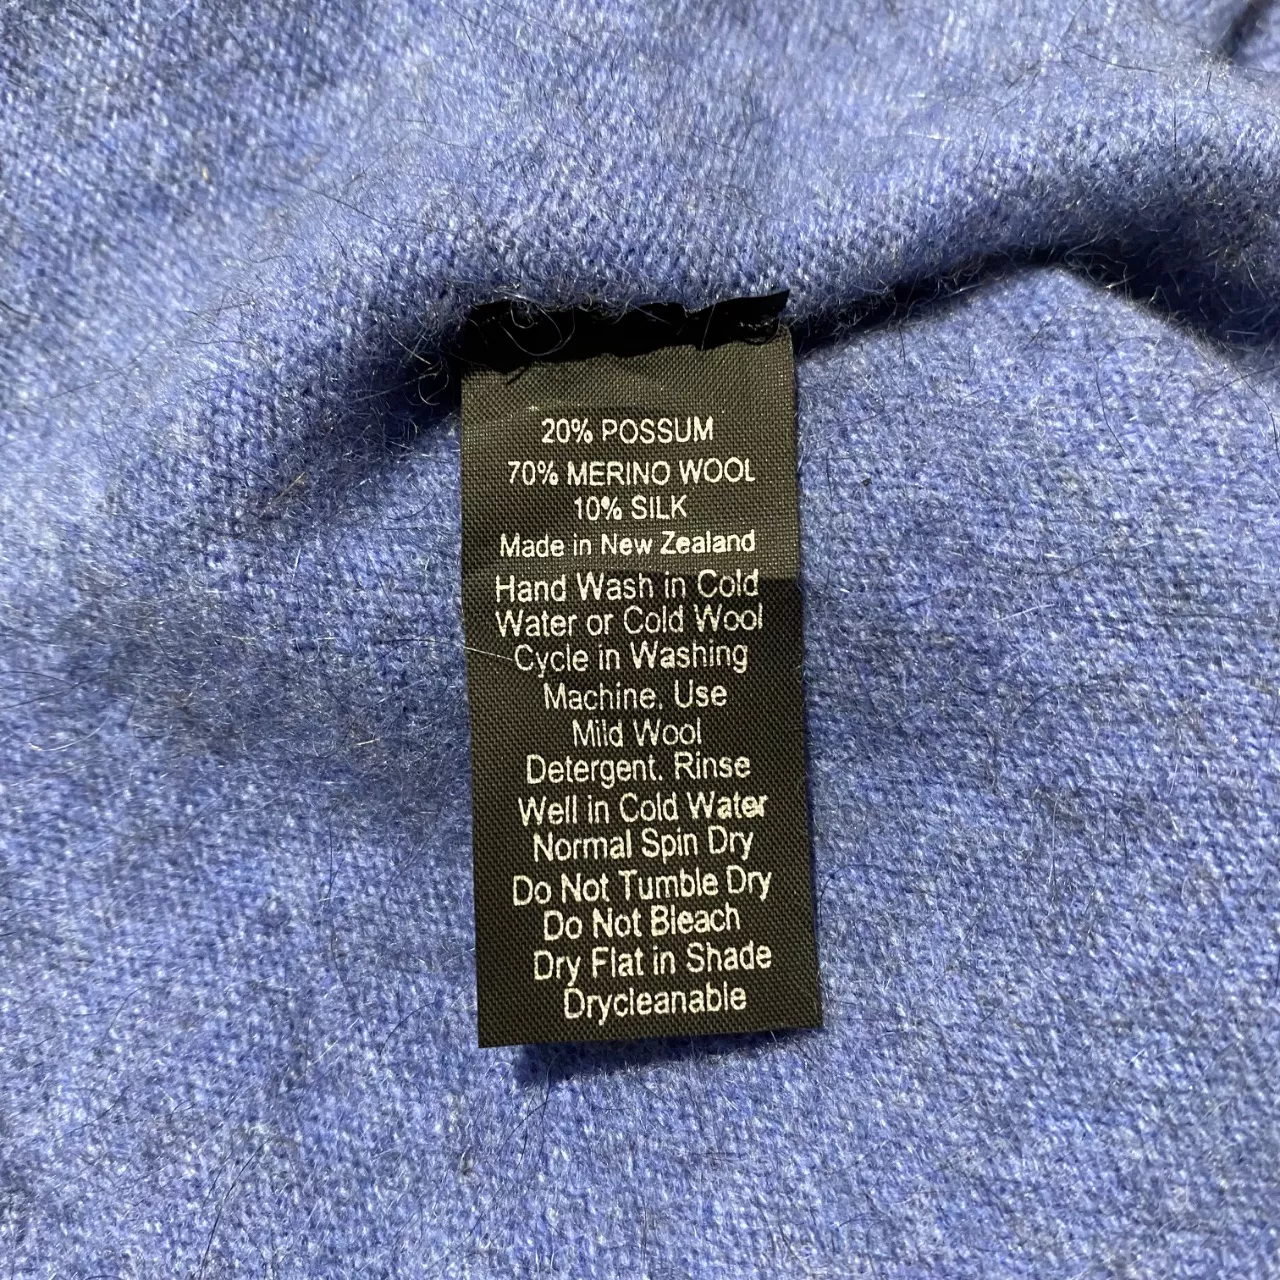 20% POSSUM
70% MERINO WOOL
10% SILK
Made in New Zealand
Hand Wash in Cold
Water or Cold Wool
Cycle in Washing
Machine. Use
Mild Wool
Detergent. Rinse
Well in Cold Water
Normal Spin Dry
Do Not Tumble Dry
Do Not Bleach
Dry Flat in Shade
Drycleanable